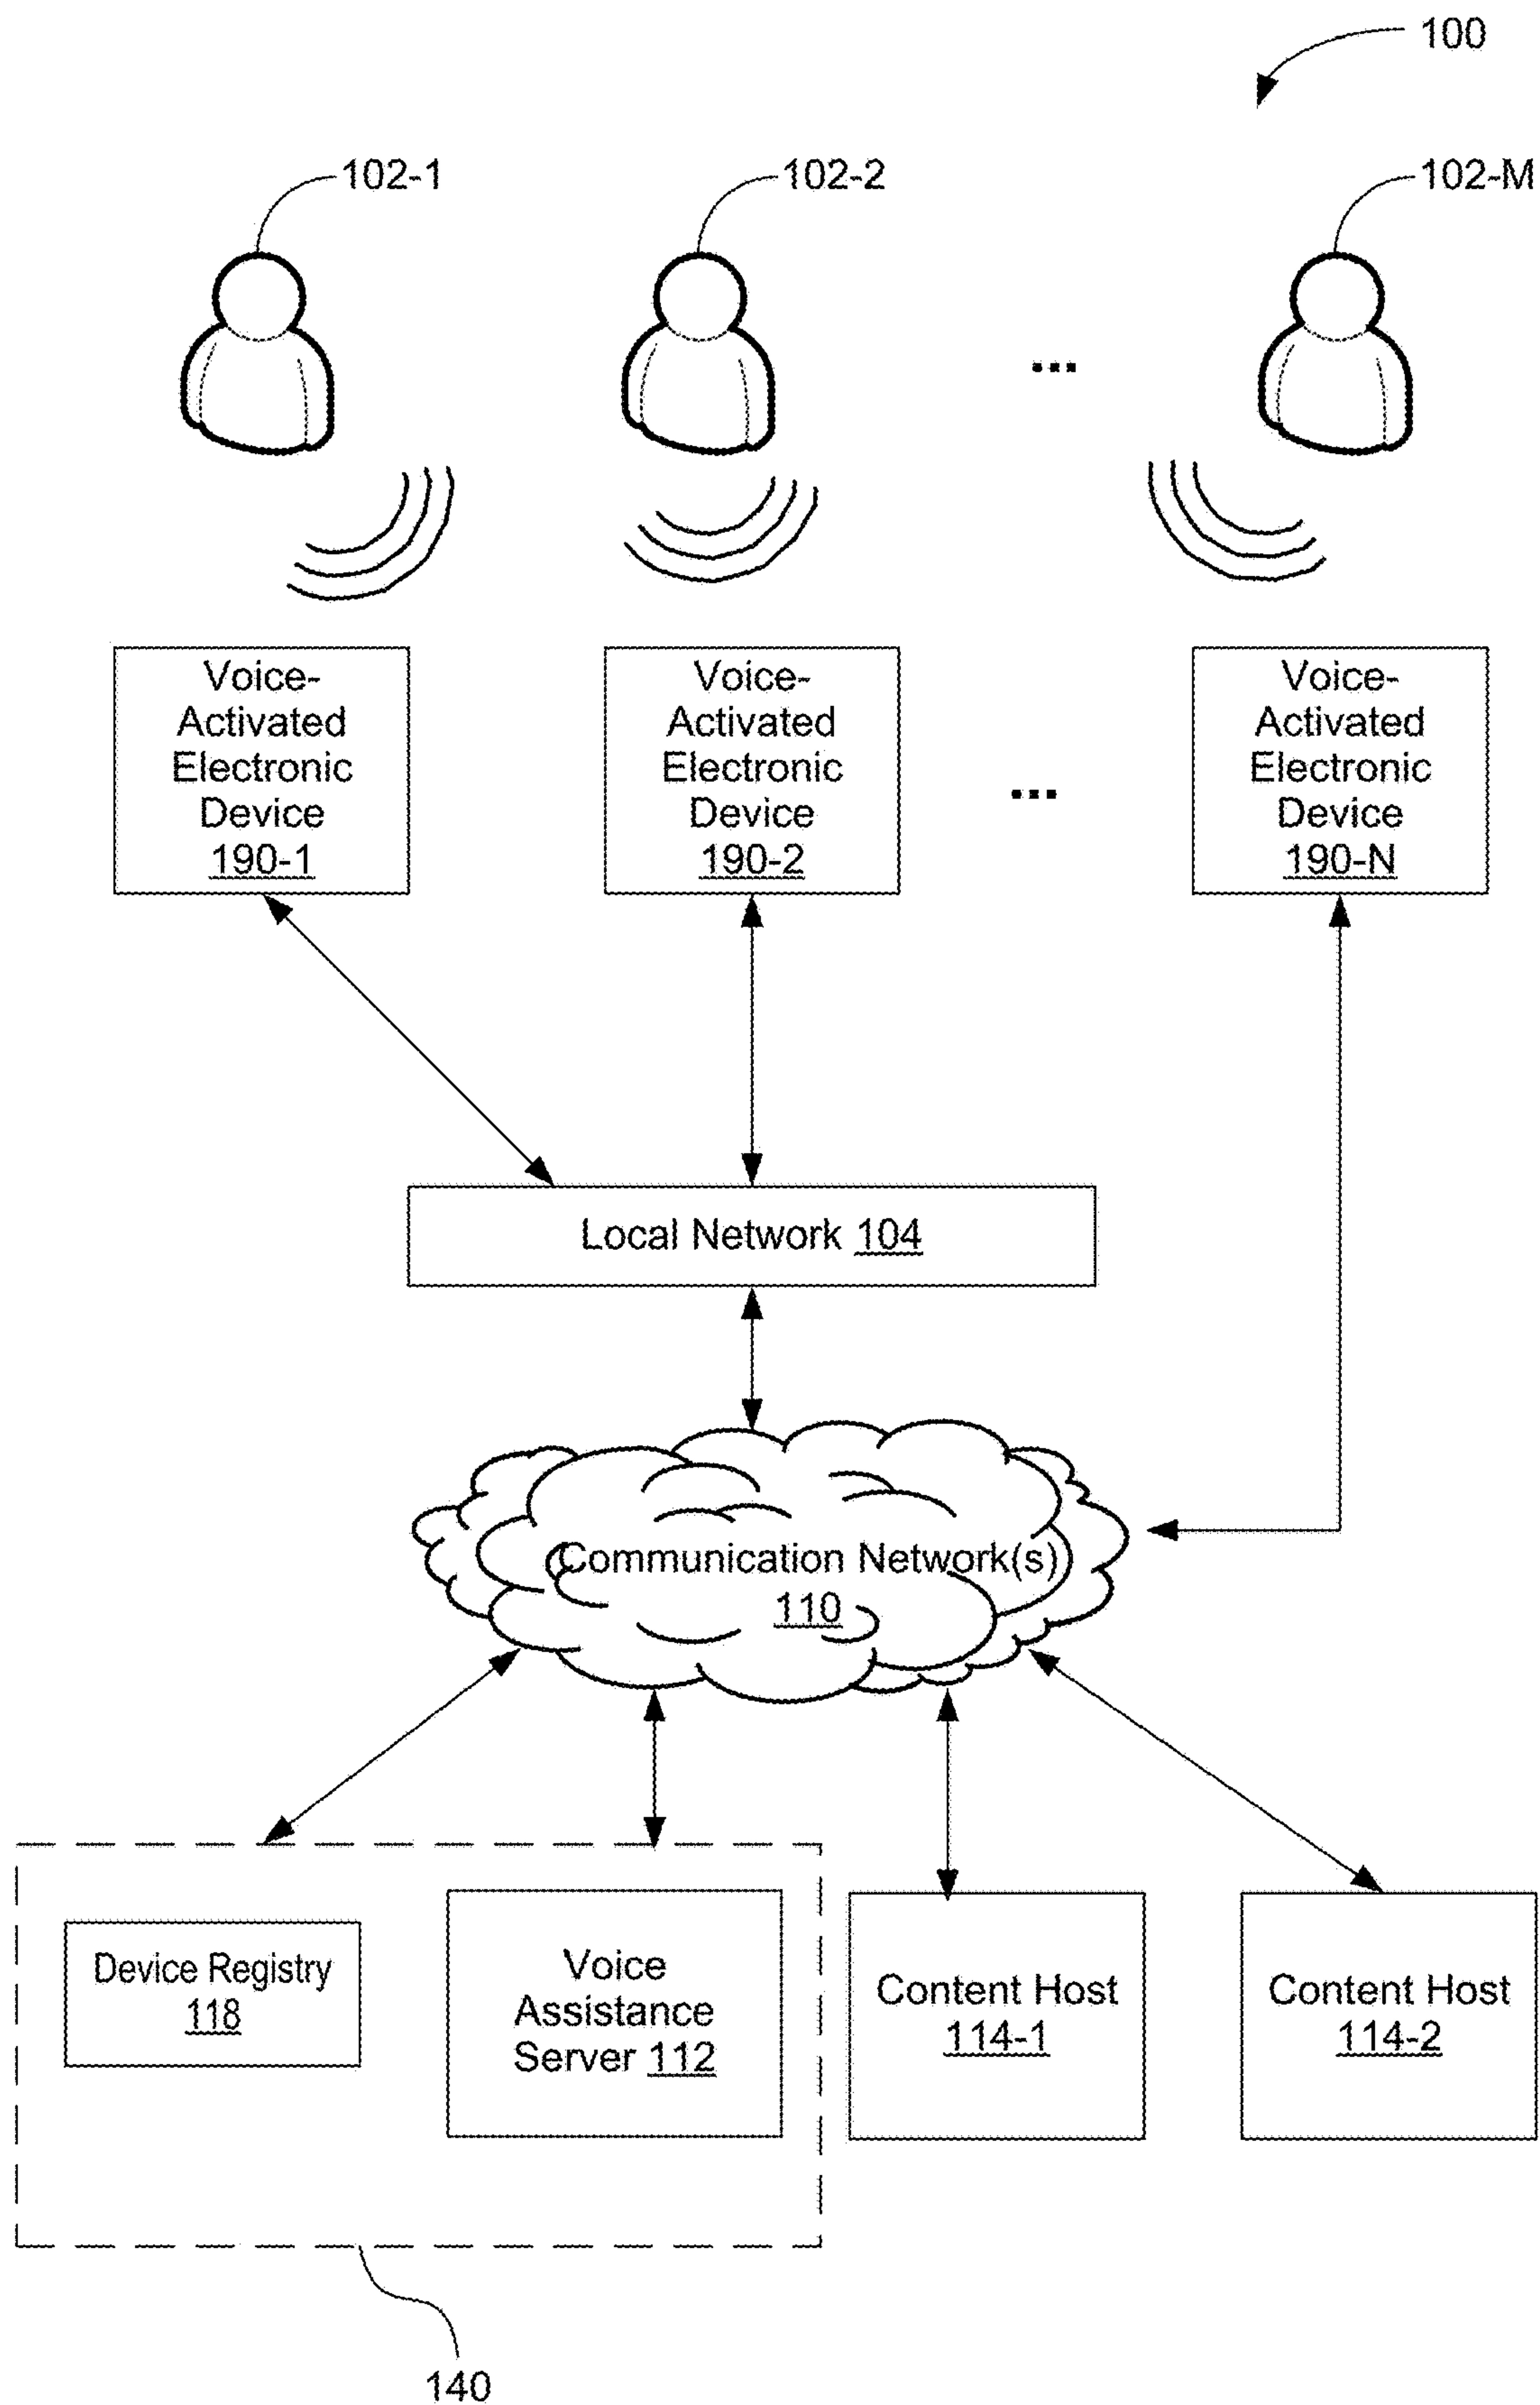 100
102-1
102-2
102-M
...
Voice-
Activated
Electronic
Device
190-1
Voice-
Activated
Electronic
Device
190-2
...
Voice-
Activated
Electronic
Device
190-N
Local Network 104
Communication Network(s)
110
Device Registry
118
Voice
Assistance
Server 112
Content Host
114-1
Content Host
114-2
140